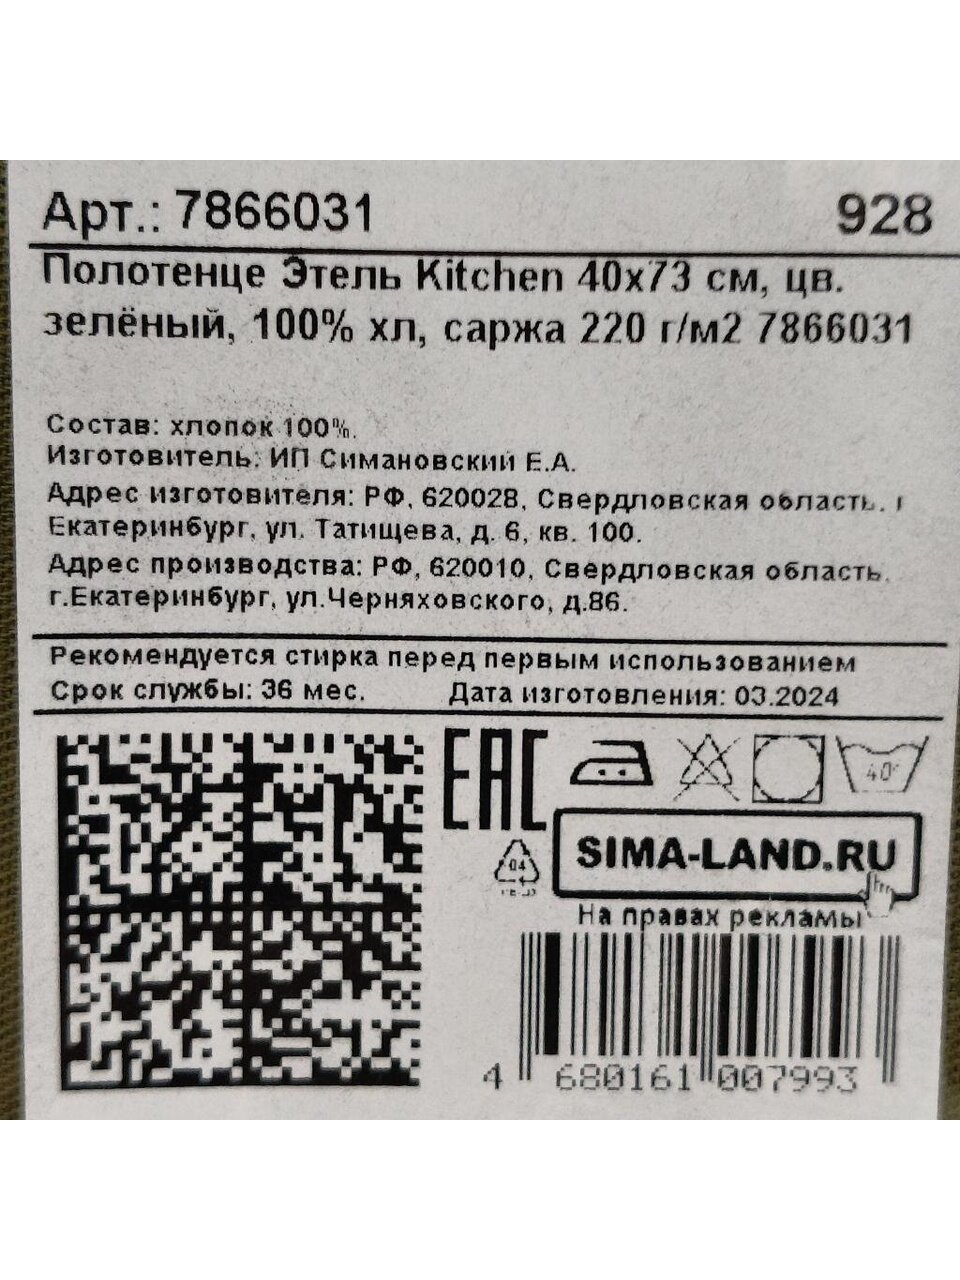 Арт.: 7866031 928
Полотенце Этель Kitchen 40х73 см, цв.
зелёный, 100% хл, саржа 220 г/м2 7866031
Состав: хлопок 100%.
Изготовитель: ИП Симановский Е.А.
Адрес изготовителя: РФ, 620028, Свердловская область, г
Екатеринбург, ул. Татищева, д. 6, кв. 100.
Адрес производства: РФ, 620010, Свердловская область,
г.Екатеринбург, ул.Черняховского, д.86.
Рекомендуется стирка перед первым использованием
Срок службы: 36 мес. Дата изготовления: 03.2024
EAC
40°
04
SIMA-LAND.RU
На правах рекламы
4 680161 007993